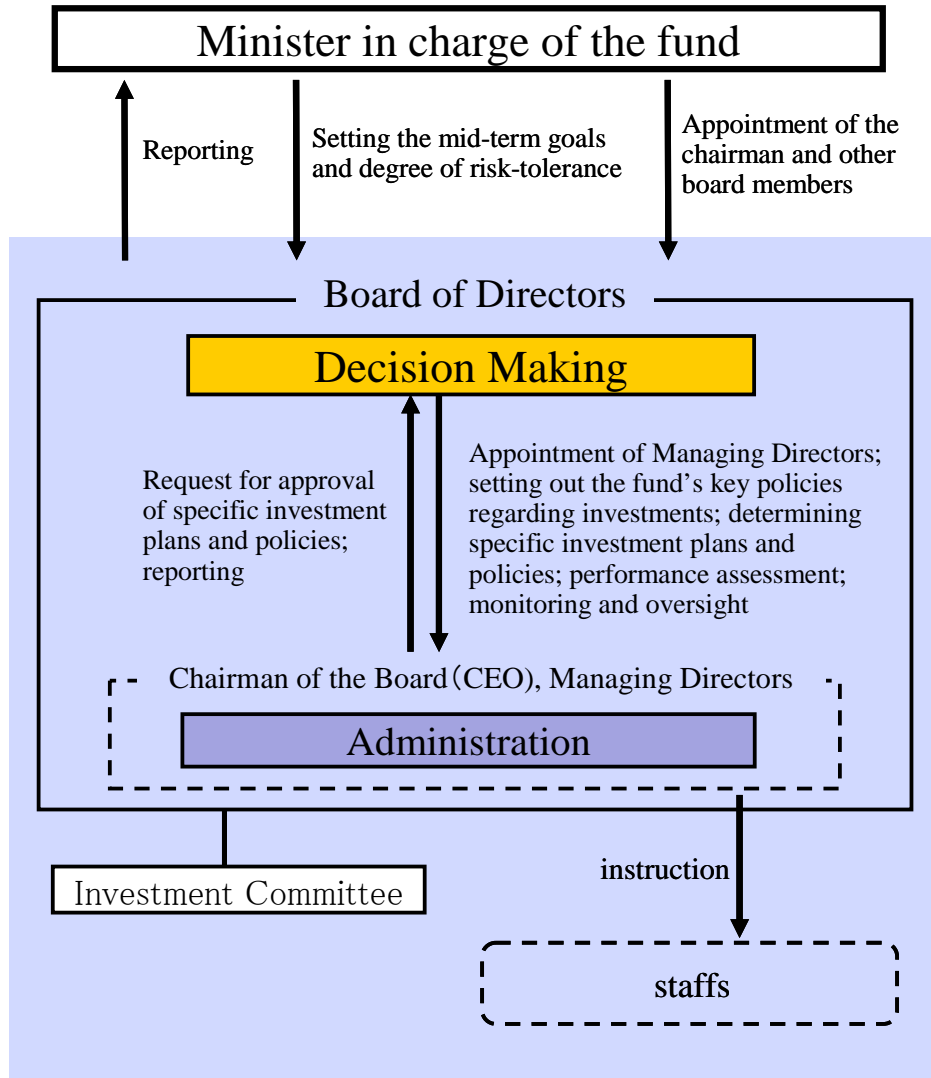 Minister in charge of the fund
Reporting
Setting the mid-term goals
and degree of risk-tolerance
Appointment of the
chairman and other
board members
Board of Directors
Decision Making
Request for approval
of specific investment
plans and policies;
reporting
Appointment of Managing Directors;
setting out the fund’s key policies
regarding investments; determining
specific investment plans and
policies; performance assessment;
monitoring and oversight
Chairman of the Board（CEO), Managing Directors
Administration
Investment Committee
instruction
staffs